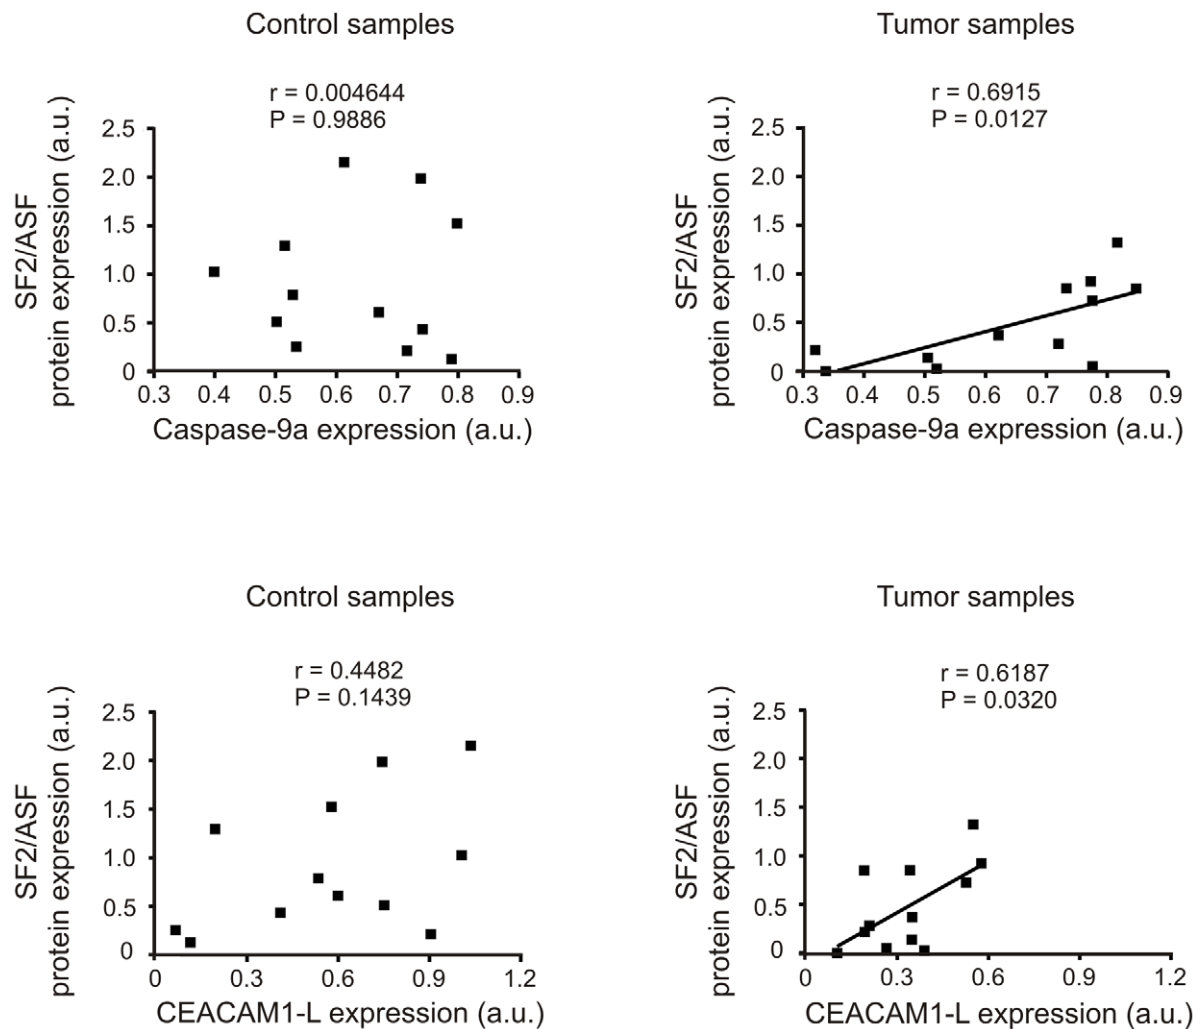 Control samples
r = 0.004644
P = 0.9886
SF2/ASF
protein expression (a.u.)
2.5
2.0
1.5
1.0
0.5
0
0.3 0.4 0.5 0.6 0.7 0.8 0.9
Caspase-9a expression (a.u.)
Tumor samples
r = 0.6915
P = 0.0127
SF2/ASF
protein expression (a.u.)
2.5
2.0
1.5
1.0
0.5
0
0.3 0.4 0.5 0.6 0.7 0.8 0.9
Caspase-9a expression (a.u.)
Control samples
r = 0.4482
P = 0.1439
SF2/ASF
protein expression (a.u.)
2.5
2.0
1.5
1.0
0.5
0
0 0.3 0.6 0.9 1.2
CEACAM1-L expression (a.u.)
Tumor samples
r = 0.6187
P = 0.0320
SF2/ASF
protein expression (a.u.)
2.5
2.0
1.5
1.0
0.5
0
0 0.3 0.6 0.9 1.2
CEACAM1-L expression (a.u.)